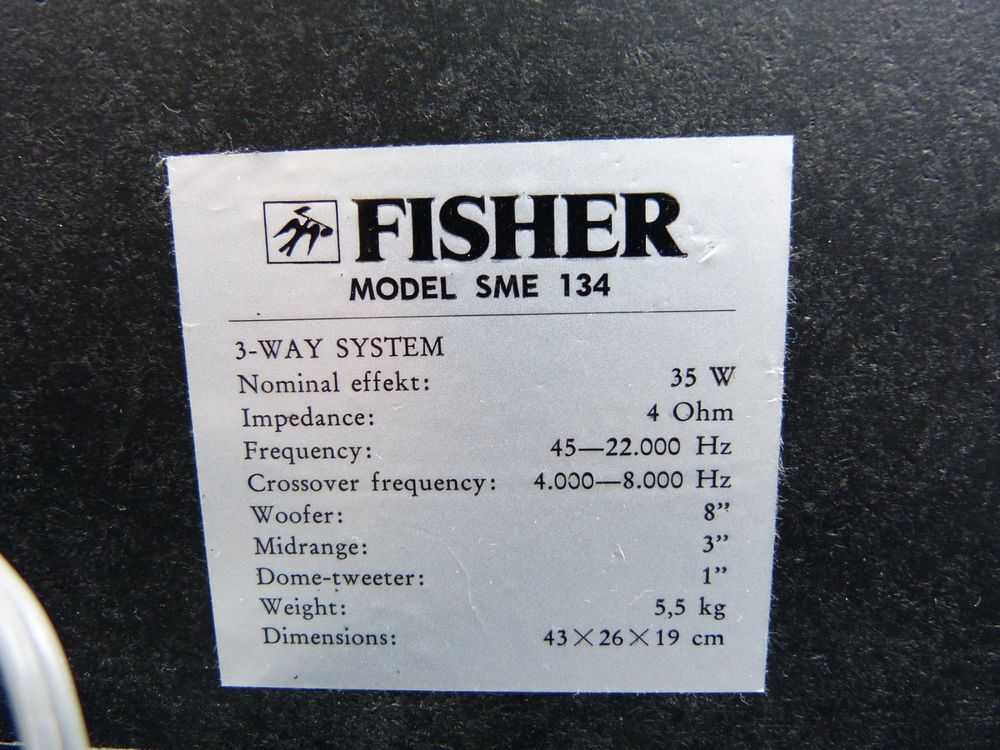 FISHER
MODEL SME 134
3-WAY SYSTEM
Nominal effekt: 35 W
Impedance: 4 Ohm
Frequency: 45—22.000 Hz
Crossover frequency: 4.000—8.000 Hz
Woofer: 8”
Midrange: 3”
Dome-tweeter: 1”
Weight: 5,5 kg
Dimensions: 43×26×19 cm